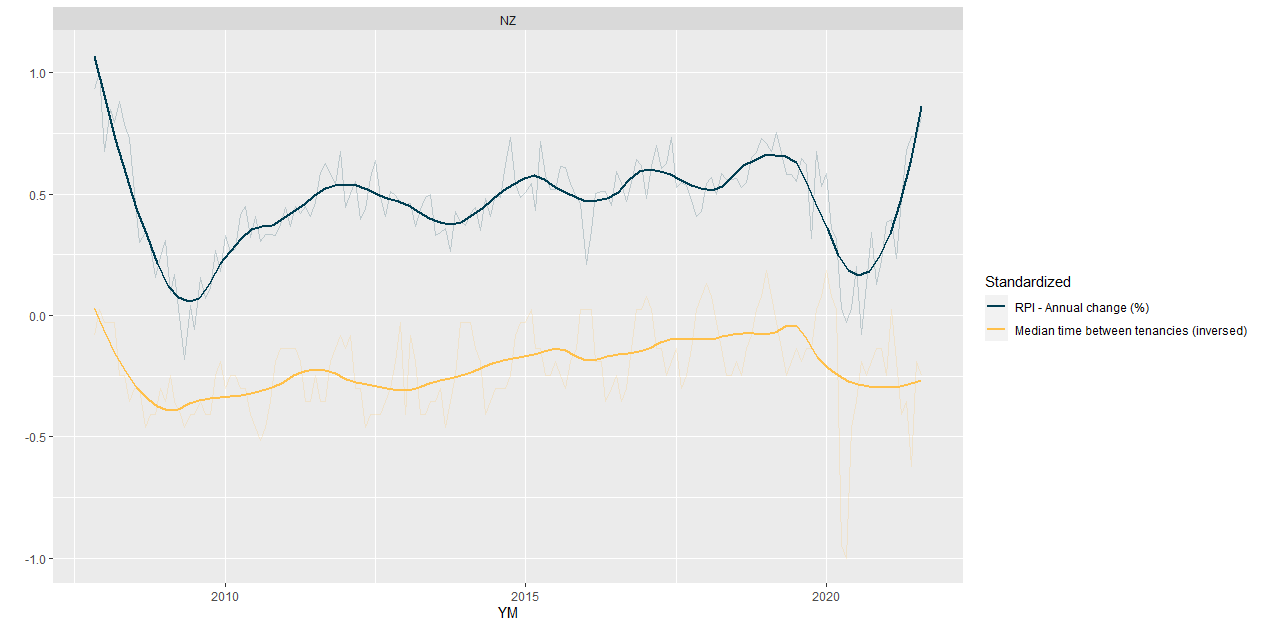 NZ
1.0
0.5
0.0
-0.5
-1.0
2010
2015
2020
YM
Standardized
RPI - Annual change (%)
Median time between tenancies (inversed)